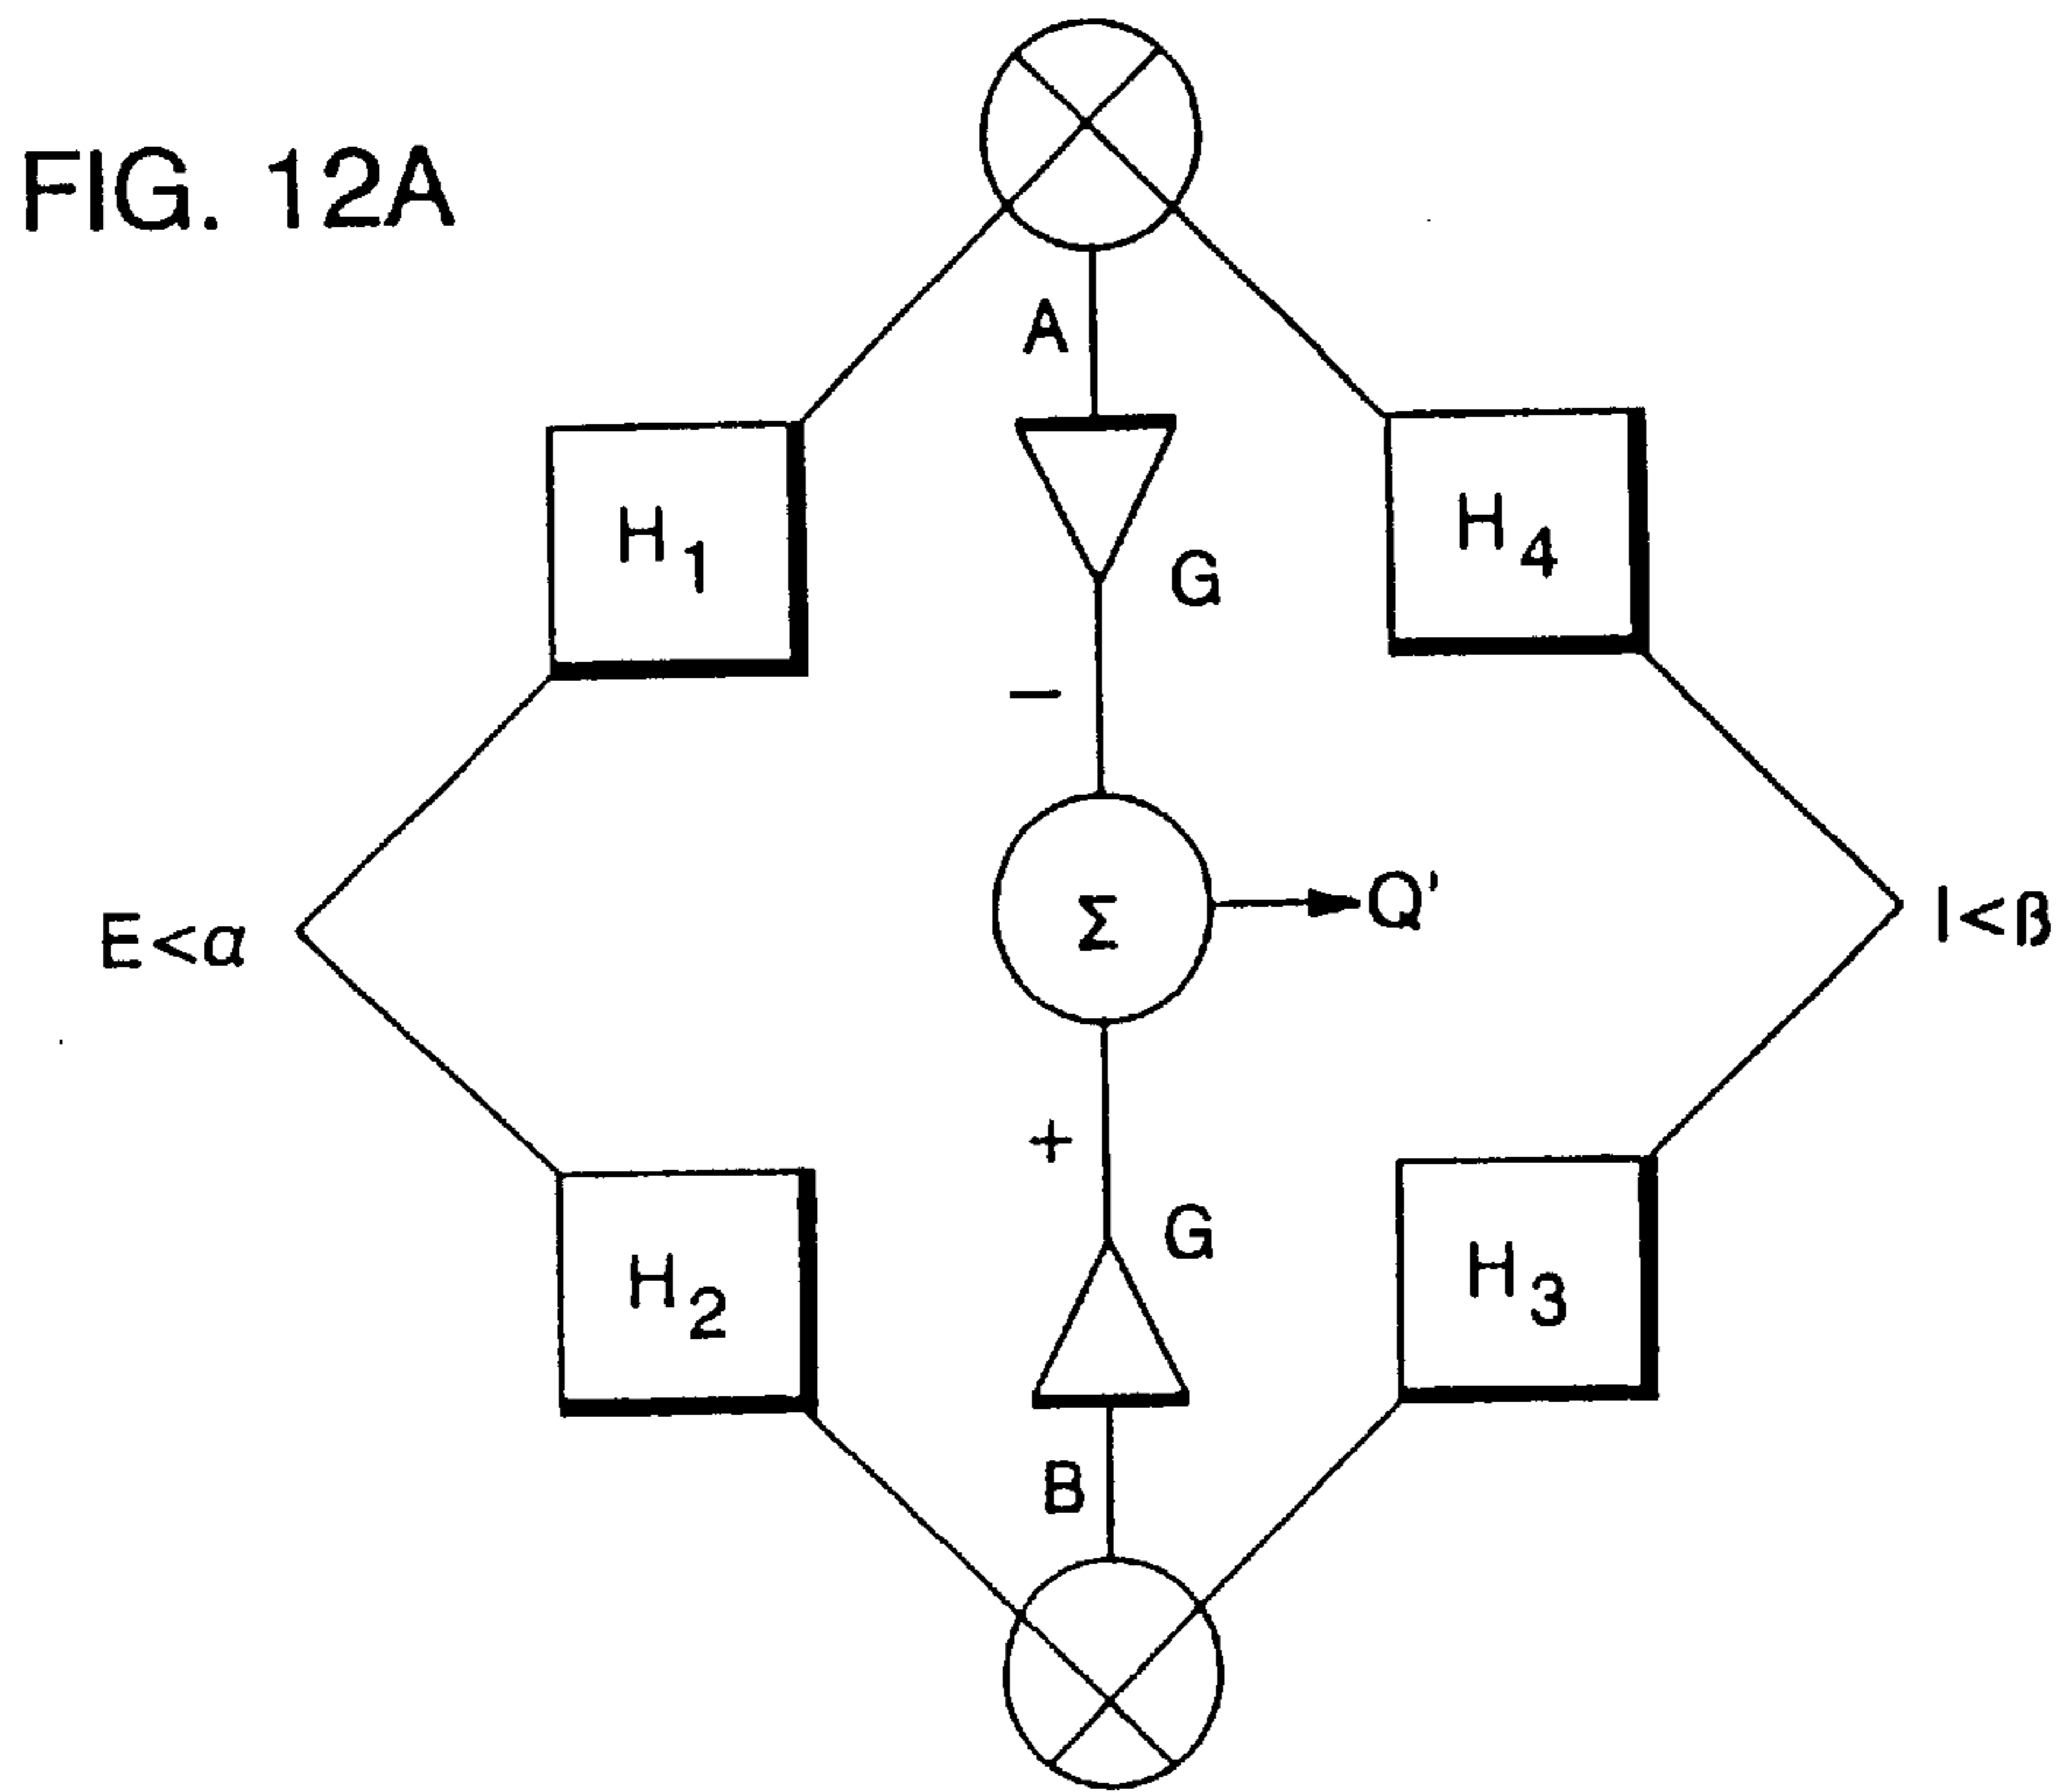 FIG. 12A
A
H1
H4
G
−
Σ
Q'
E<α
I<β
+
G
H2
H3
B